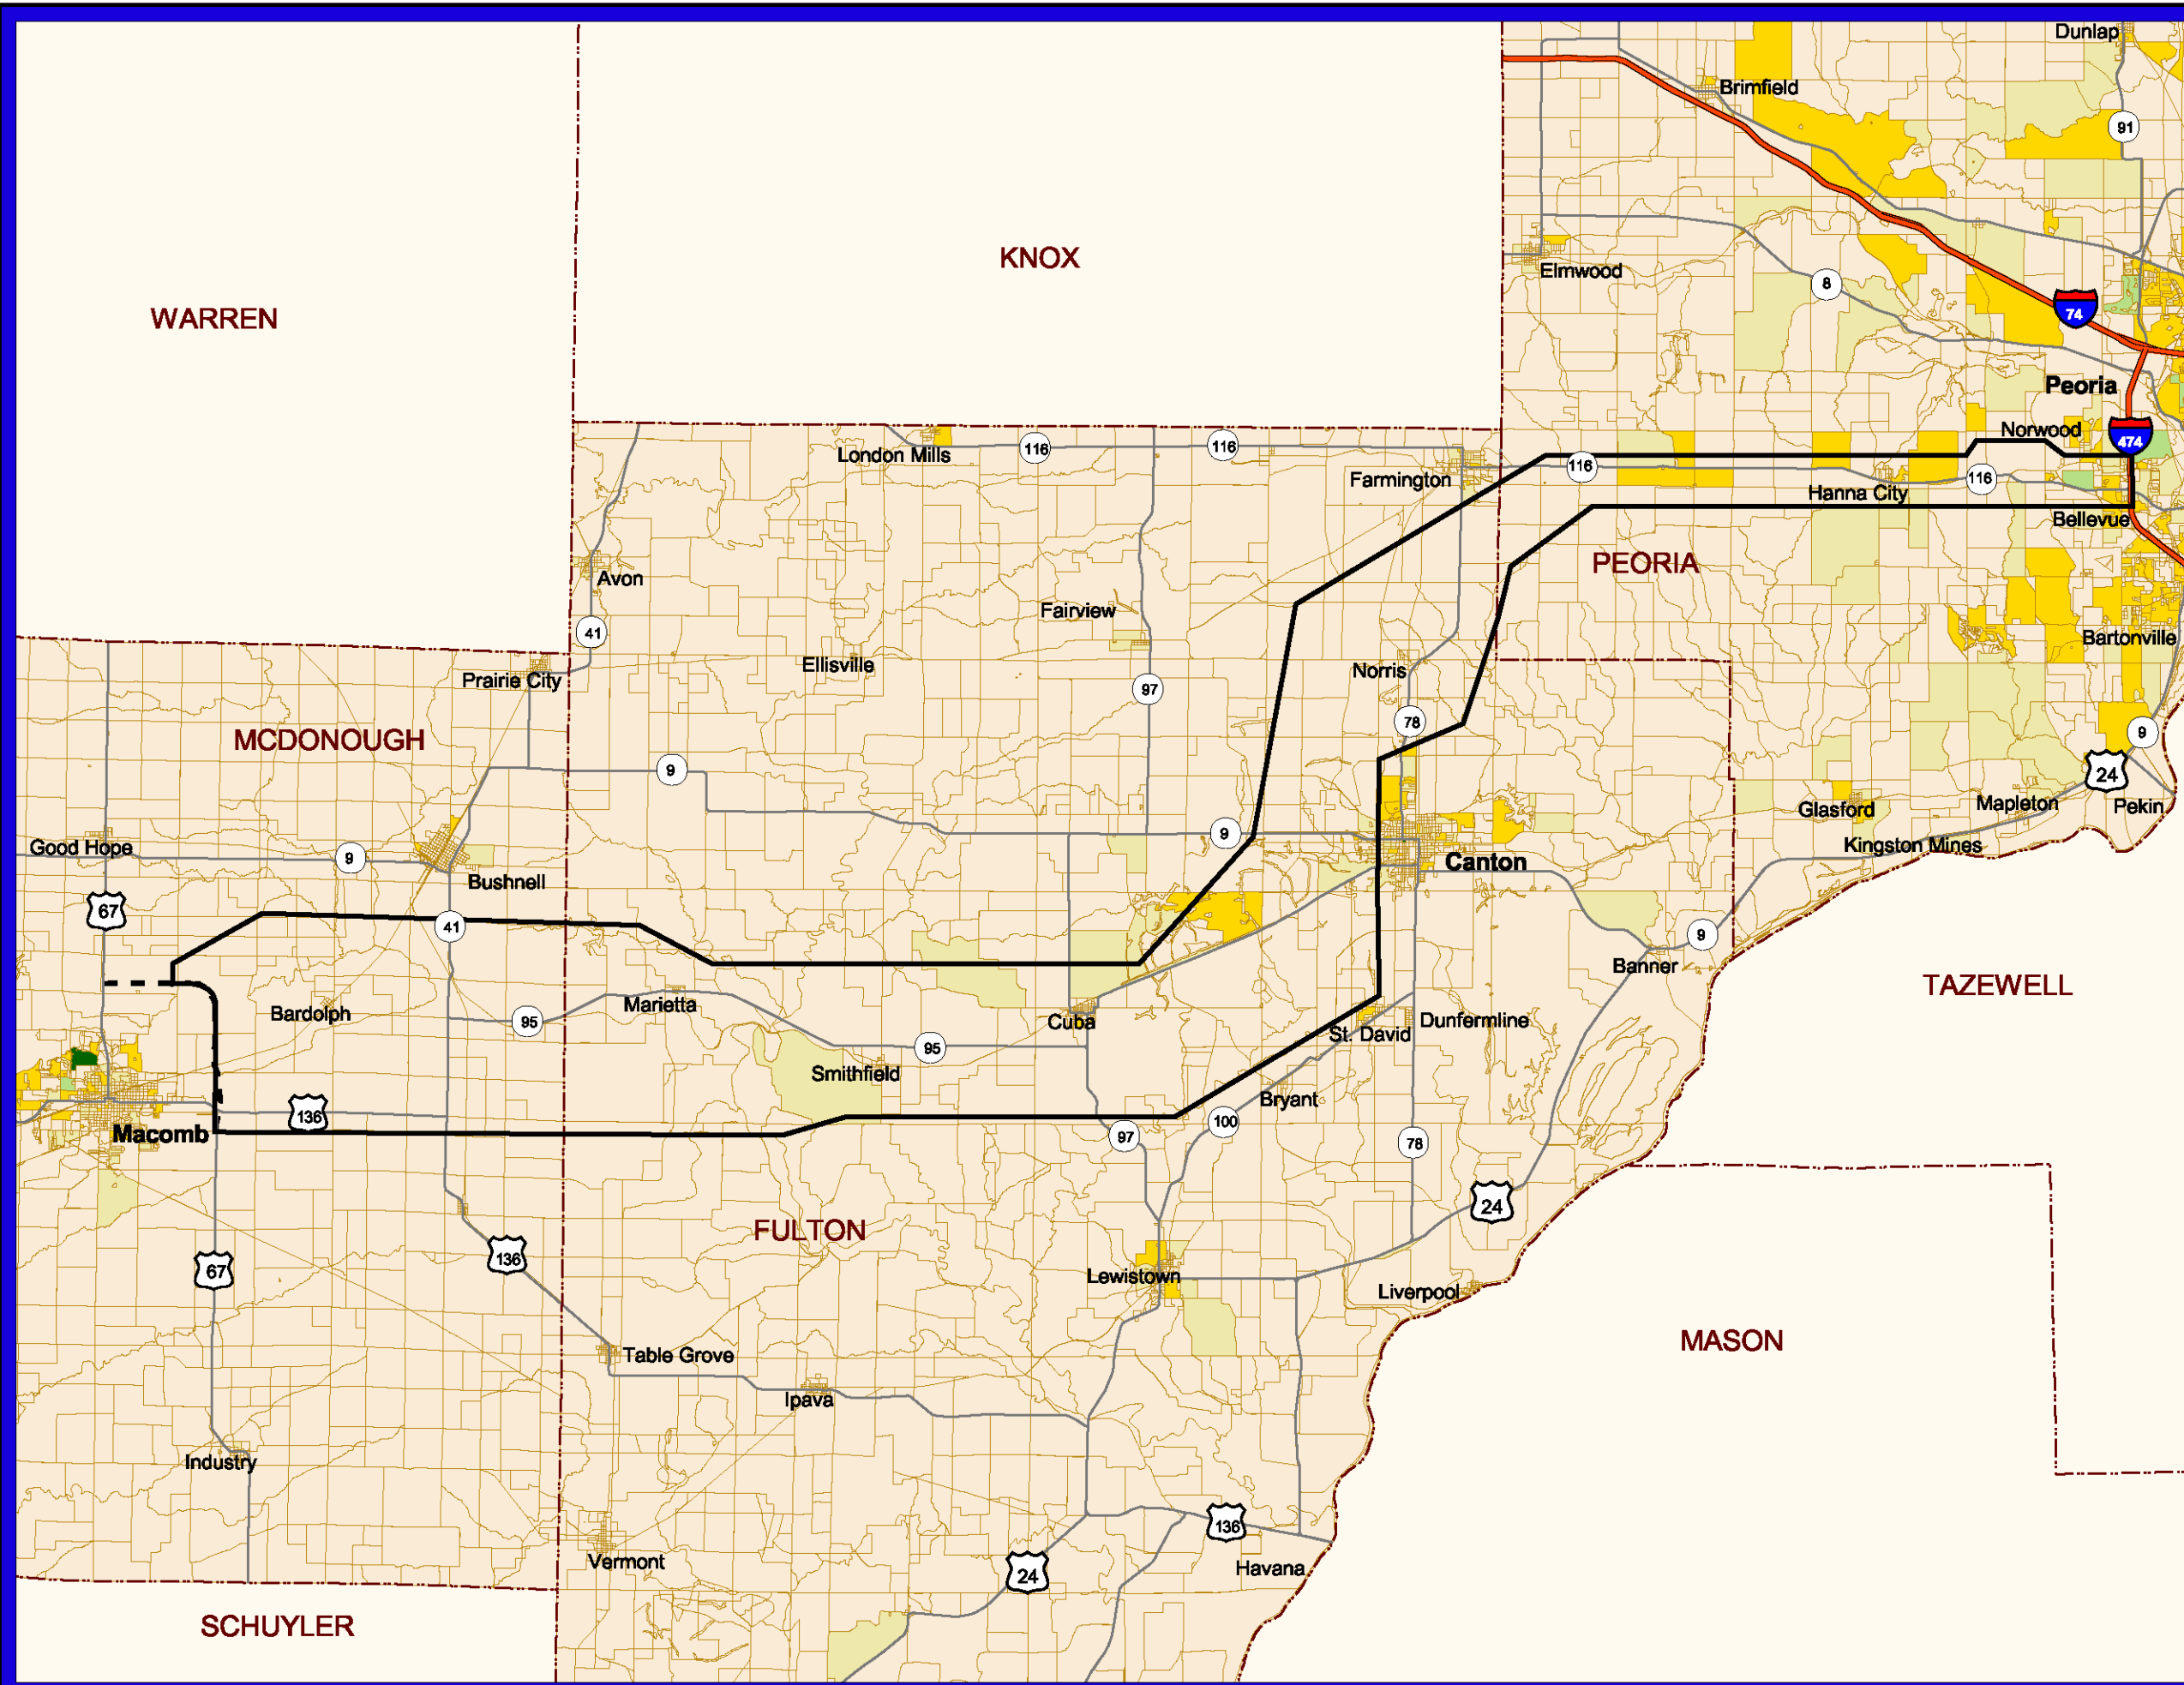 Dunlap
Brimfield
91
KNOX
Elmwood
8
WARREN
74
Peoria
Norwood
474
London Mills
116
116
Farmington
116
Hanna City
116
Bellevue
PEORIA
Avon
Fairview
41
Bartonville
Ellisville
Norris
Prairie City
97
78
MCDONOUGH
9
9
24
Glasford
Mapleton
Pekin
Good Hope
9
9
Kingston Mines
Canton
Bushnell
67
41
9
Banner
TAZEWELL
Marietta
Bardolph
95
Cuba
Dunfermline
St. David
95
Smithfield
Bryant
136
Macomb
97
100
78
24
FULTON
136
67
Lewistown
Liverpool
MASON
Table Grove
Ipava
Industry
136
Vermont
24
Havana
SCHUYLER